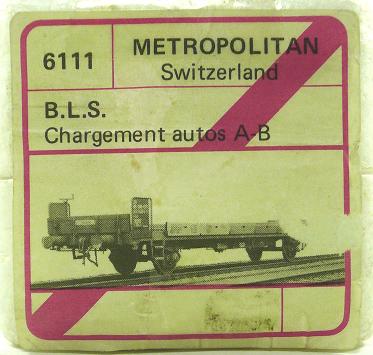 6111
METROPOLITAN
Switzerland
B.L.S.
Chargement autos A-B